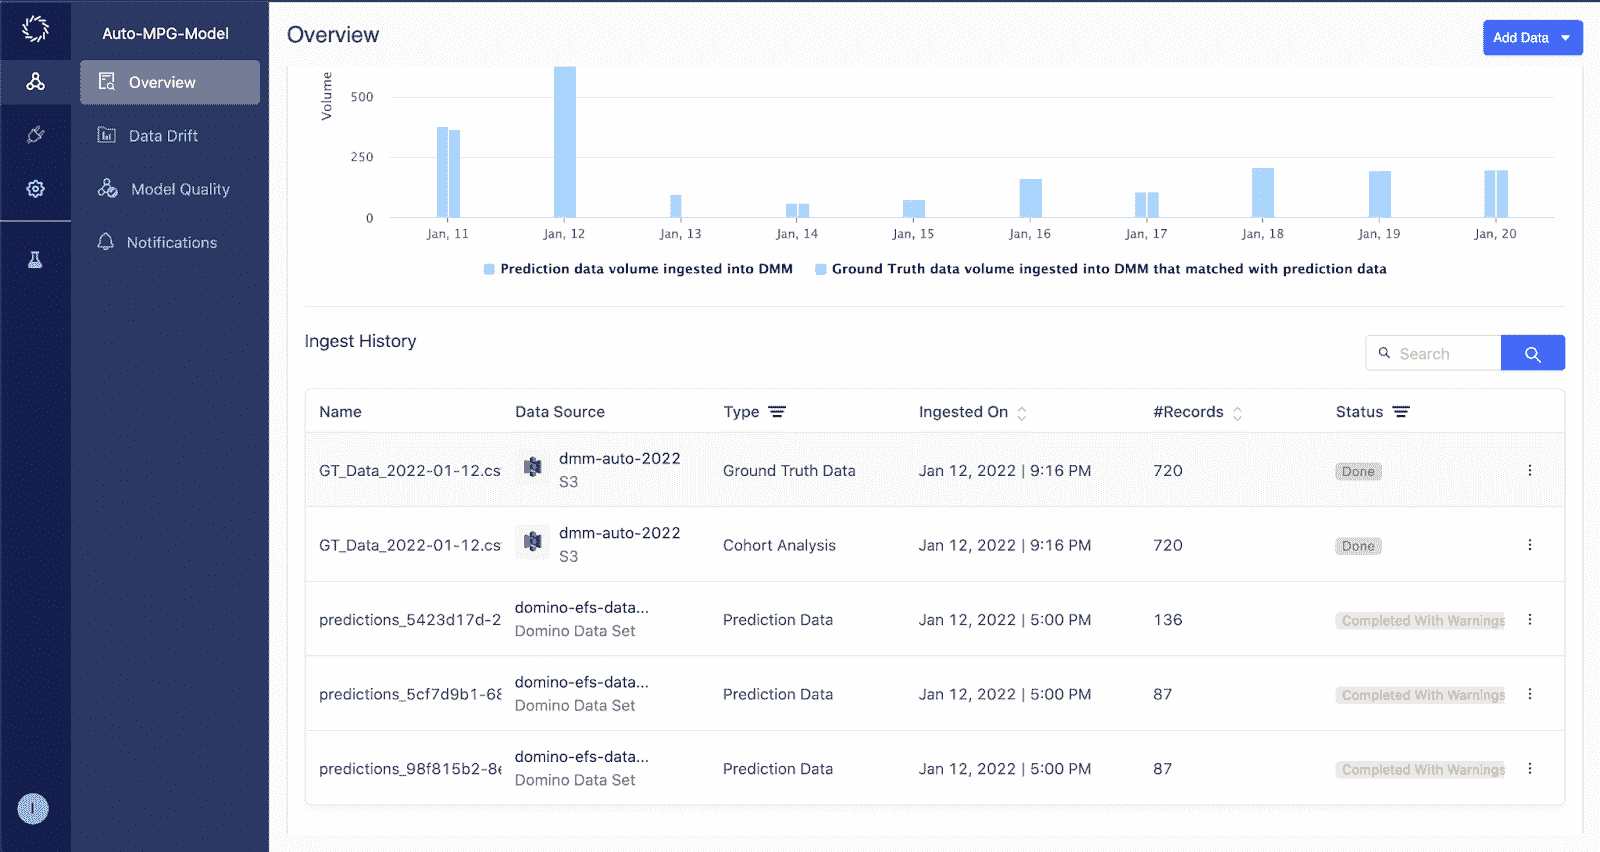 Auto-MPG-Model
Overview
Data Drift
Model Quality
Notifications
Overview
Add Data
Volume
500
250
0
Jan, 11
Jan, 12
Jan, 13
Jan, 14
Jan, 15
Jan, 16
Jan, 17
Jan, 18
Jan, 19
Jan, 20
Prediction data volume ingested into DMM
Ground Truth data volume ingested into DMM that matched with prediction data
Ingest History
Search
Name Data Source Type Ingested On #Records Status
GT_Data_2022-01-12.cs dmm-auto-2022 Ground Truth Data Jan 12, 2022 | 9:16 PM 720 Done
S3
GT_Data_2022-01-12.cs dmm-auto-2022 Cohort Analysis Jan 12, 2022 | 9:16 PM 720 Done
S3
predictions_5423d17d-2 domino-efs-data... Prediction Data Jan 12, 2022 | 5:00 PM 136 Completed With Warnings
Domino Data Set
predictions_5cf7d9b1-68 domino-efs-data... Prediction Data Jan 12, 2022 | 5:00 PM 87 Completed With Warnings
Domino Data Set
predictions_98f815b2-8e domino-efs-data... Prediction Data Jan 12, 2022 | 5:00 PM 87 Completed With Warnings
Domino Data Set
I